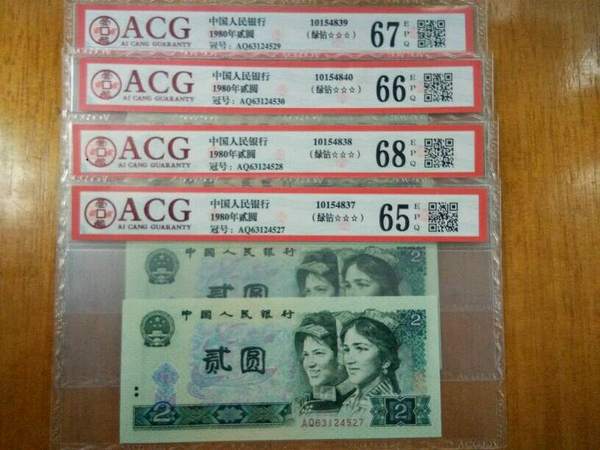 ACG
AI CANG GUARANTY
中国人民银行
1980年贰圆
冠号：AQ63124529
10154839
（绿钻☆☆☆）
67 EPQ
ACG
AI CANG GUARANTY
中国人民银行
1980年贰圆
冠号：AQ63124530
10154840
（绿钻☆☆☆）
66 EPQ
ACG
AI CANG GUARANTY
中国人民银行
1980年贰圆
冠号：AQ63124528
10154838
（绿钻☆☆☆）
68 EPQ
ACG
AI CANG GUARANTY
中国人民银行
1980年贰圆
冠号：AQ63124527
10154837
（绿钻☆☆☆）
65 EPQ
中国人民银行
2
贰圆
中国人民银行
2
贰圆
2
AQ63124527
2